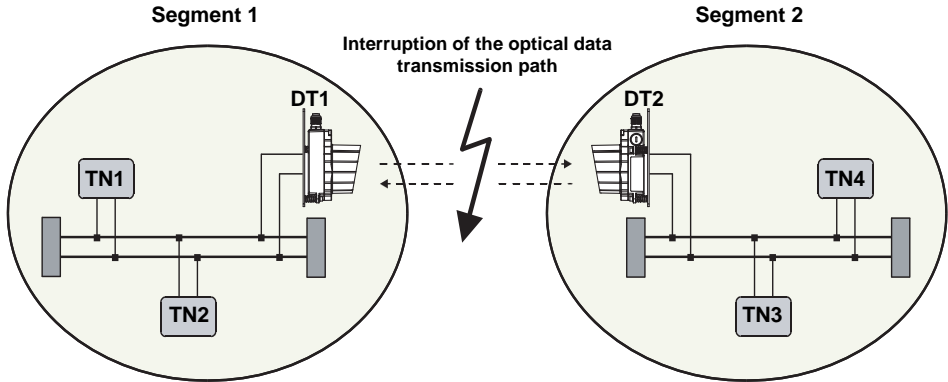 Segment 1
Segment 2
Interruption of the optical data
transmission path
DT1
DT2
TN1
TN4
TN2
TN3